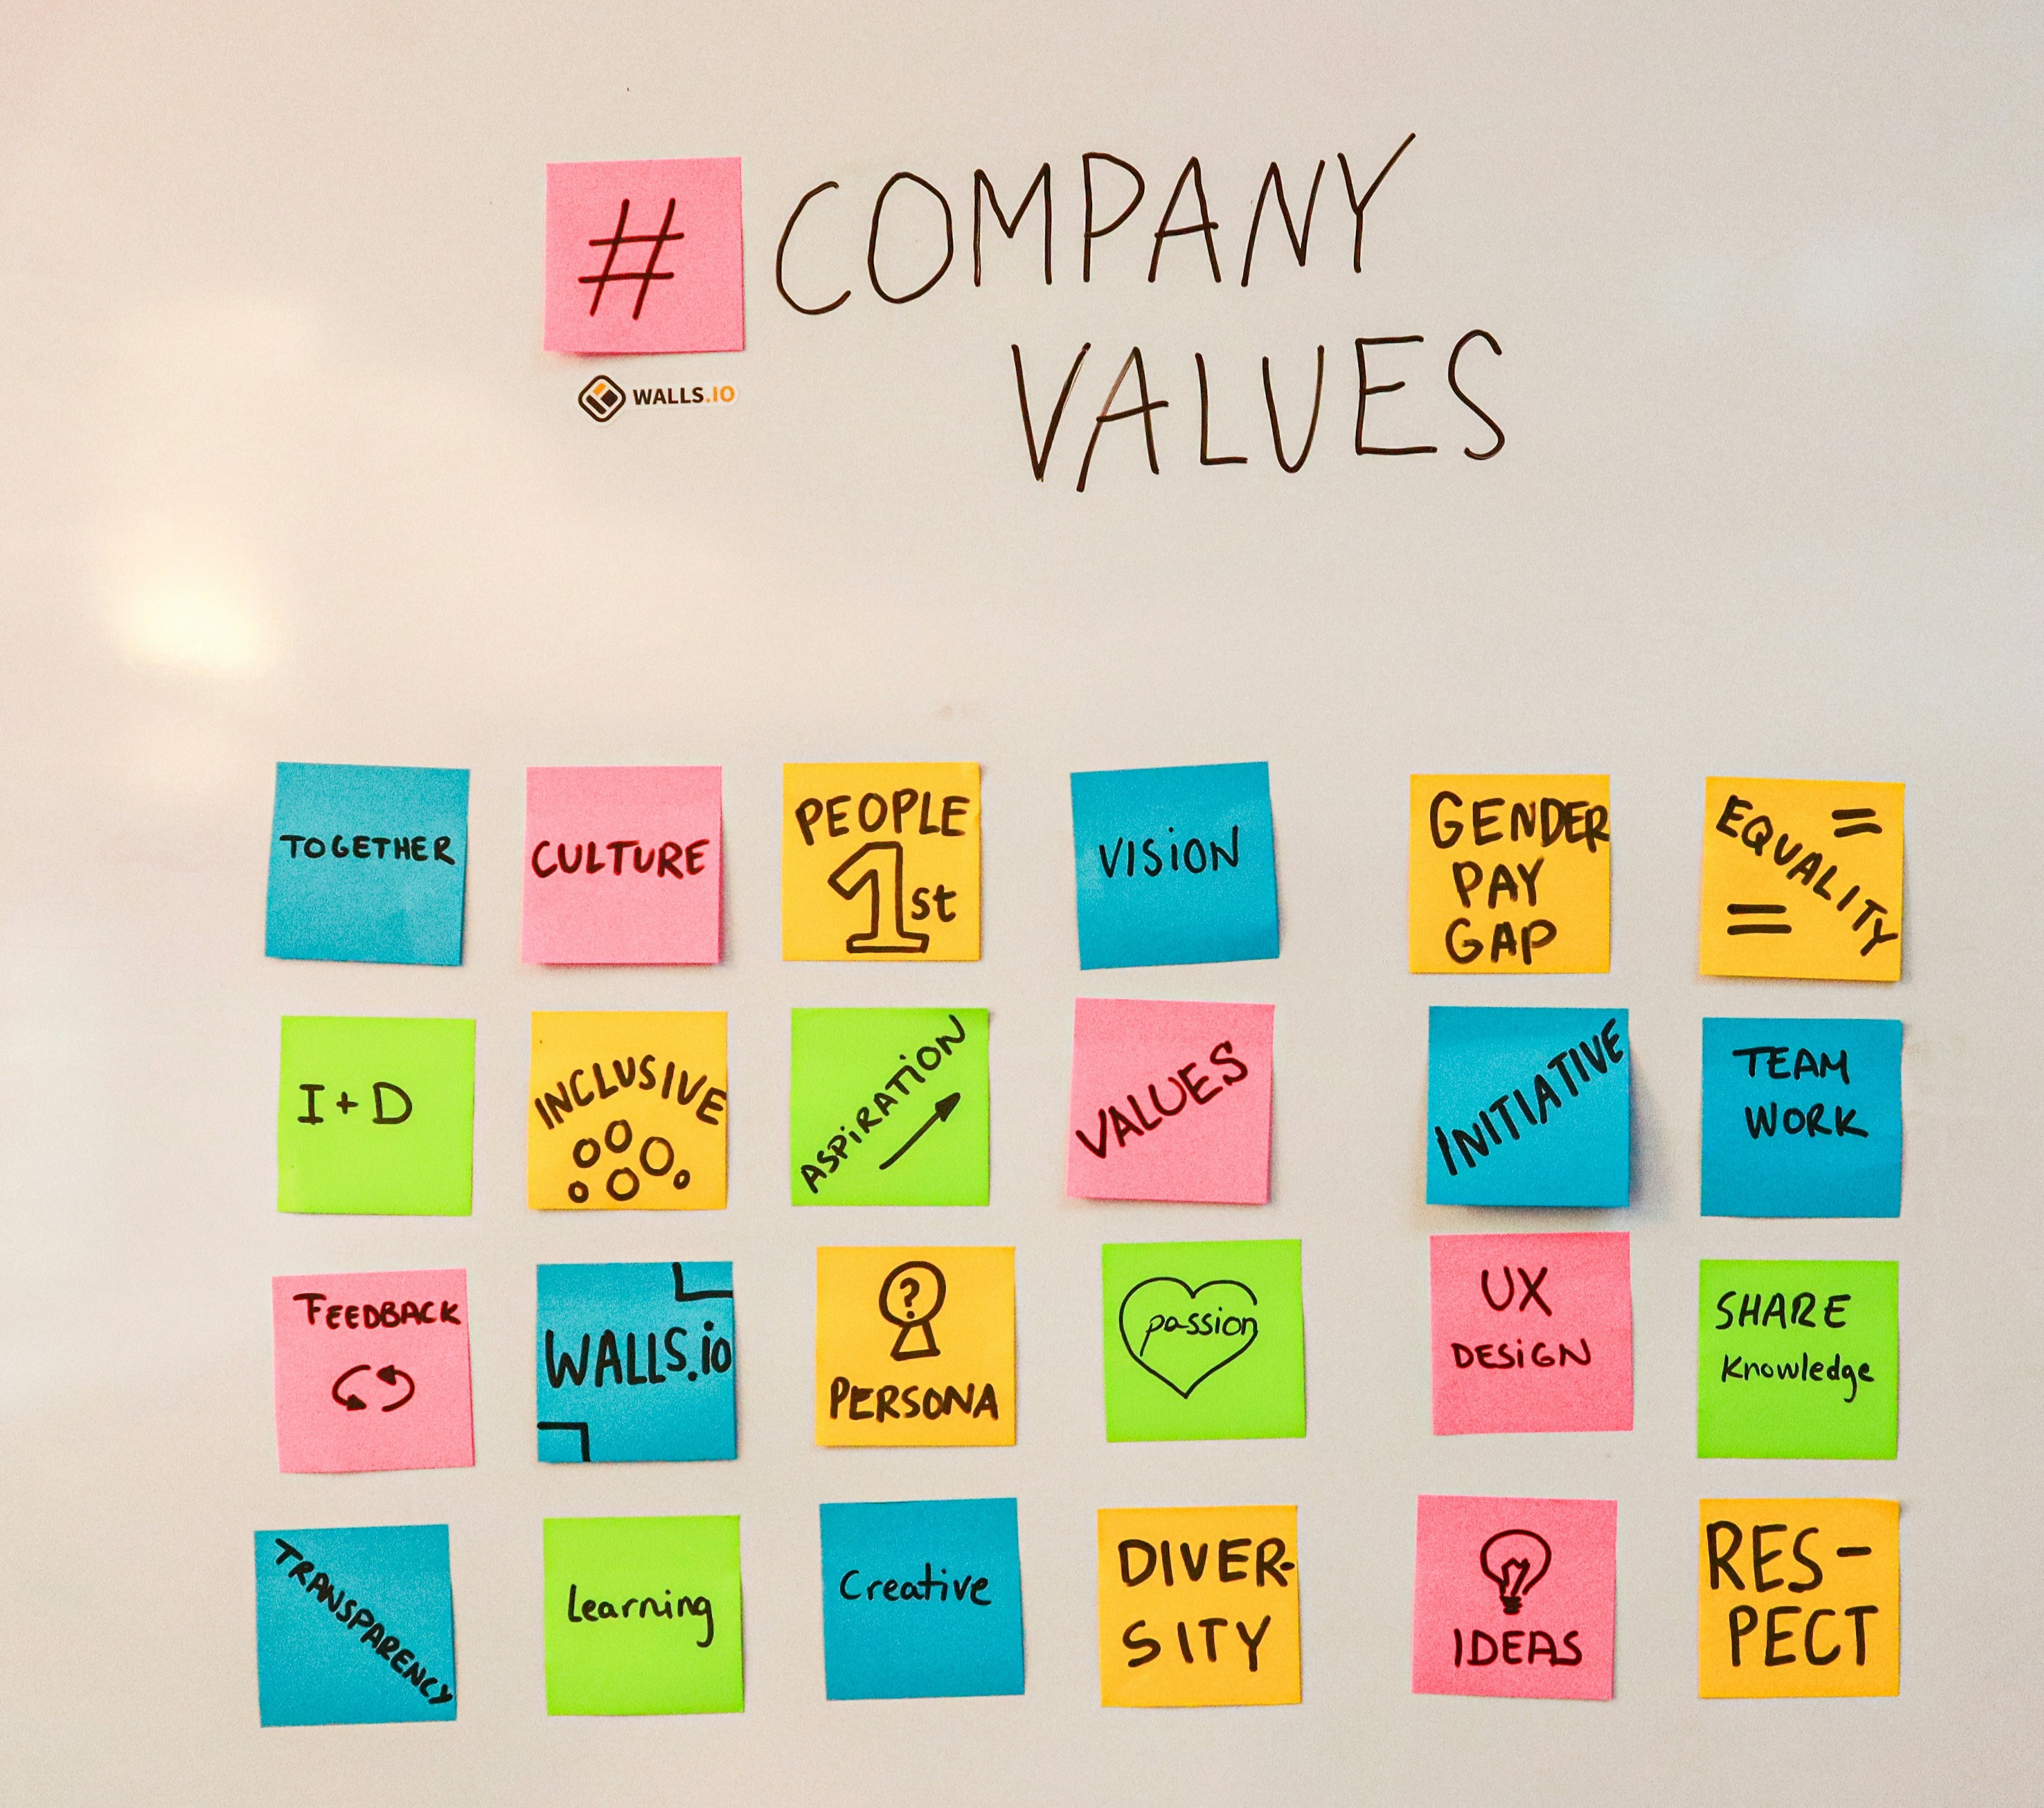 # COMPANY
VALUES
WALLS.IO
TOGETHER
CULTURE
PEOPLE
1st
VISION
GENDER
PAY
GAP
=
EQUALITY
=
I+D
INCLUSIVE
ASPIRATION
VALUES
INITIATIVE
TEAM
WORK
FEEDBACK
WALLS.io
?
PERSONA
passion
UX
DESIGN
SHARE
Knowledge
TRANSPARENCY
Learning
Creative
DIVER-
SITY
IDEAS
RES-
PECT